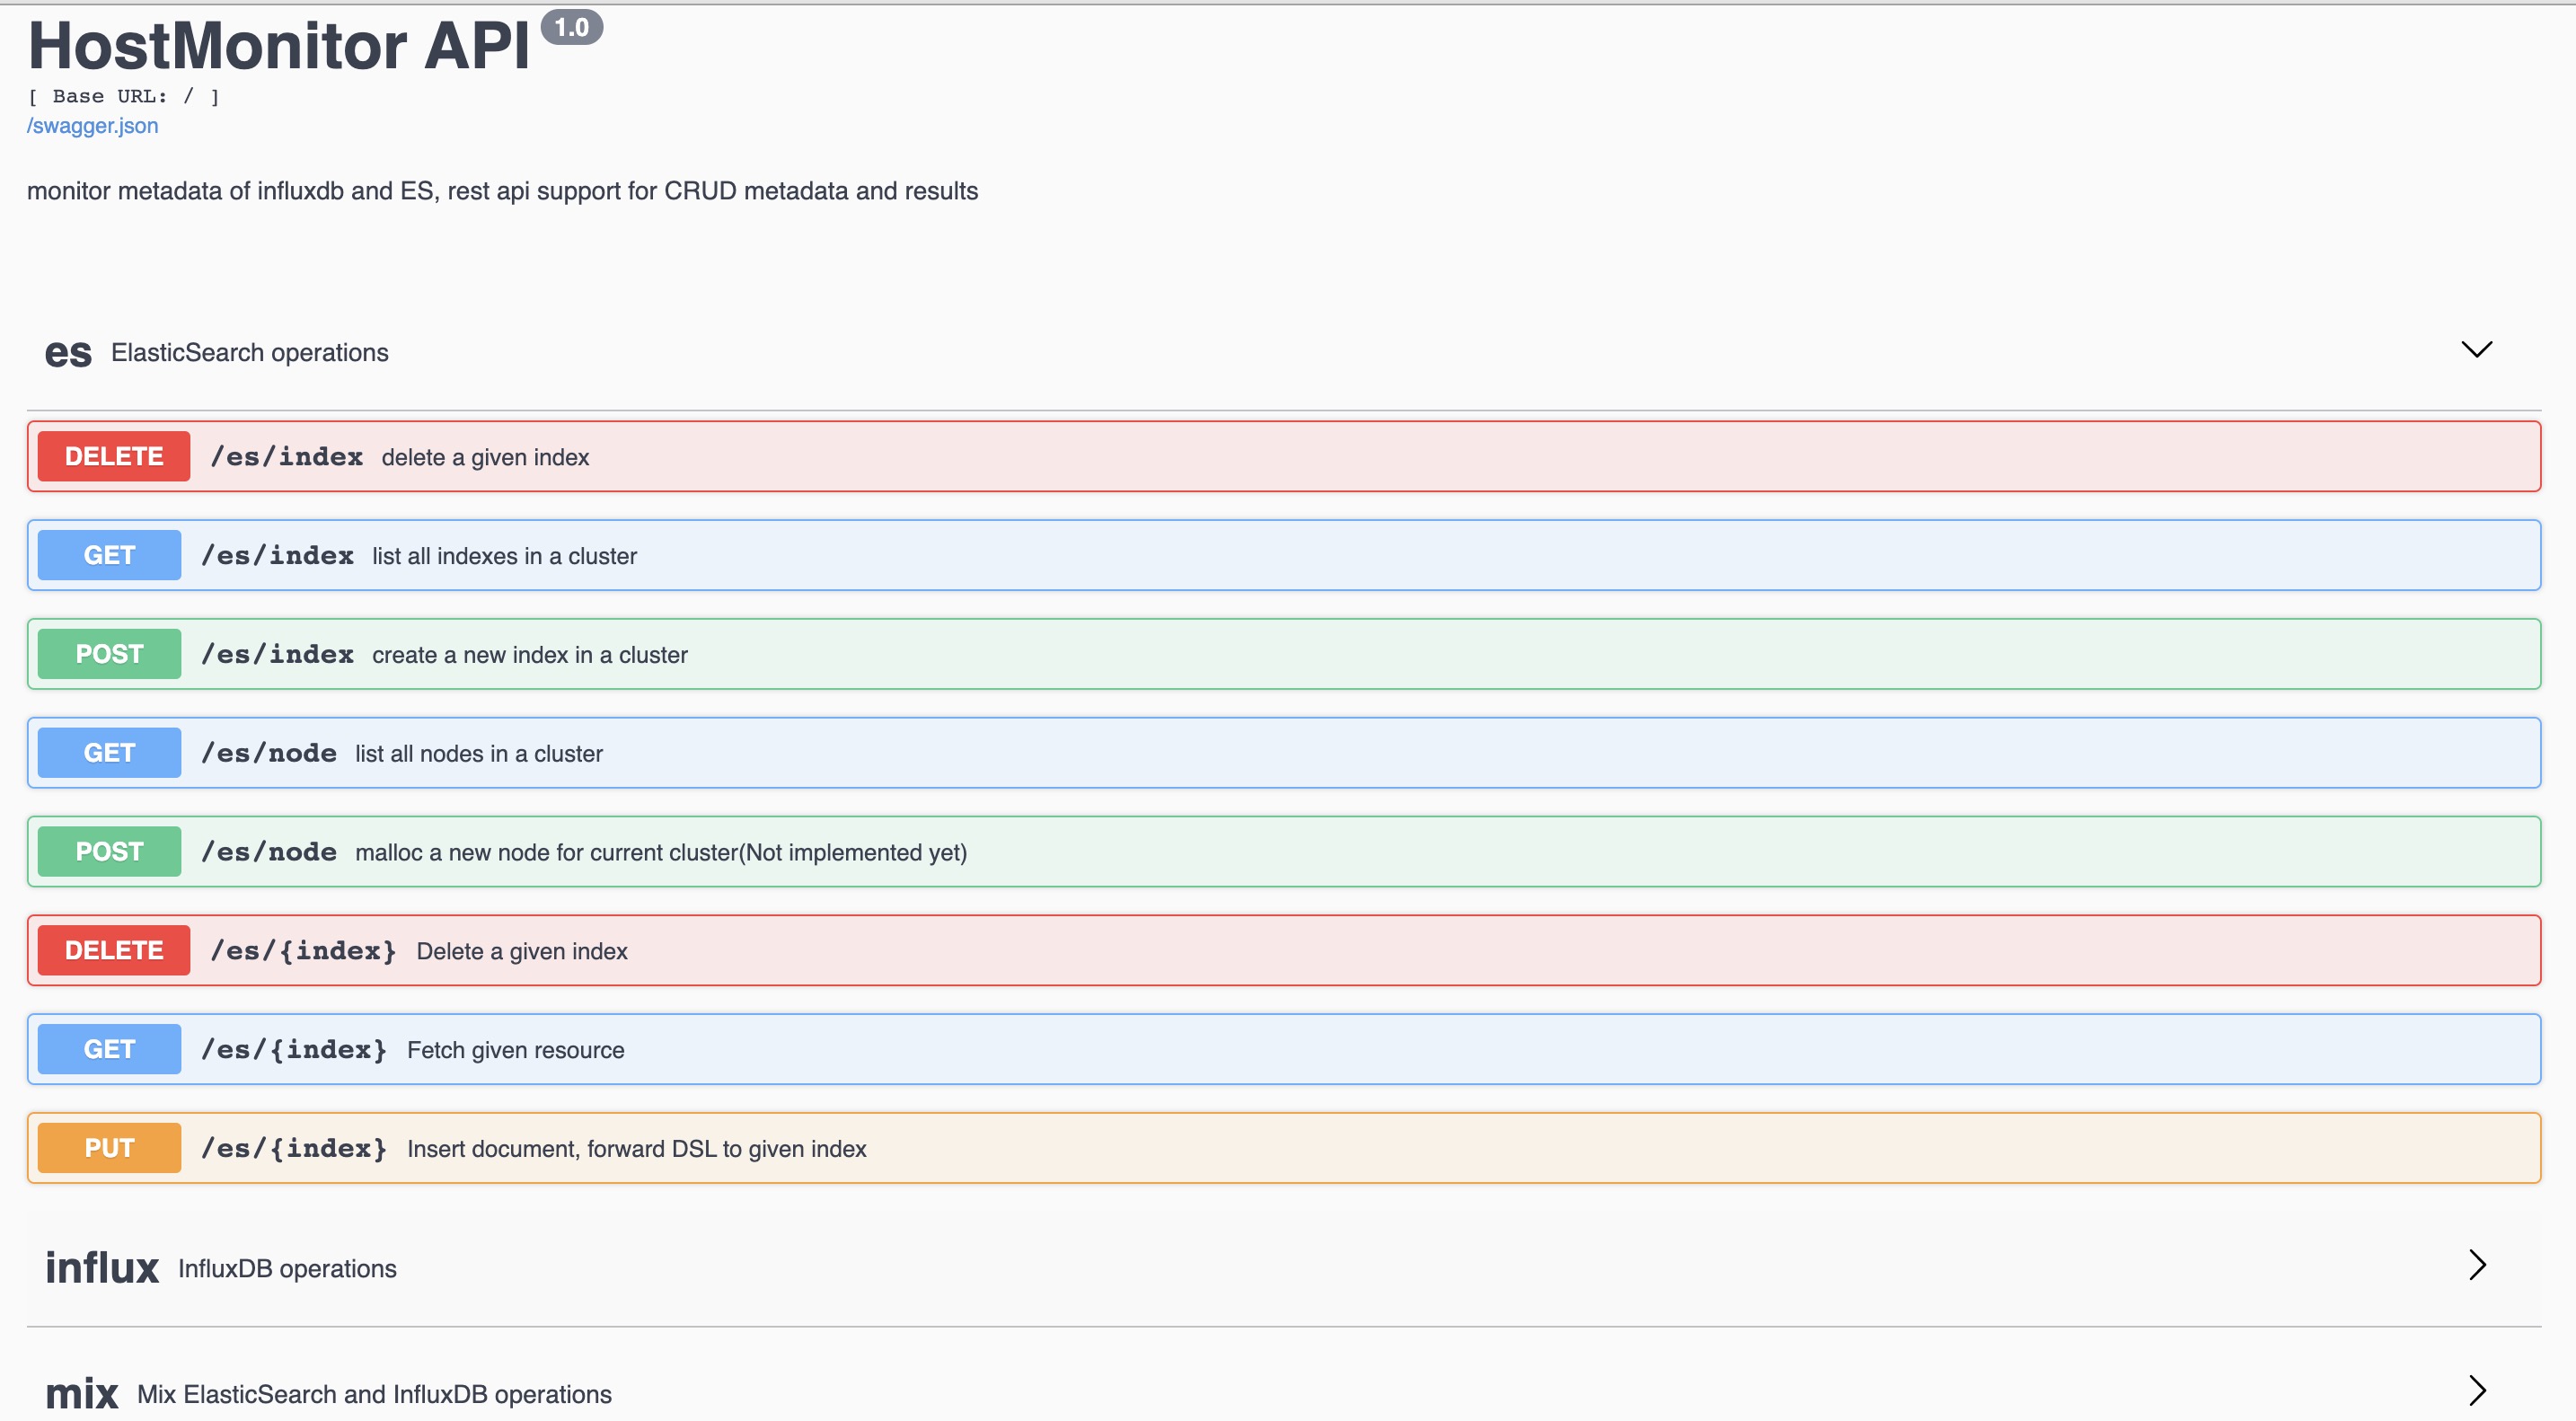 HostMonitor API 1.0
[ Base URL: / ]
/swagger.json
monitor metadata of influxdb and ES, rest api support for CRUD metadata and results
es ElasticSearch operations
DELETE /es/index delete a given index
GET /es/index list all indexes in a cluster
POST /es/index create a new index in a cluster
GET /es/node list all nodes in a cluster
POST /es/node malloc a new node for current cluster(Not implemented yet)
DELETE /es/{index} Delete a given index
GET /es/{index} Fetch given resource
PUT /es/{index} Insert document, forward DSL to given index
influx InfluxDB operations
mix Mix ElasticSearch and InfluxDB operations